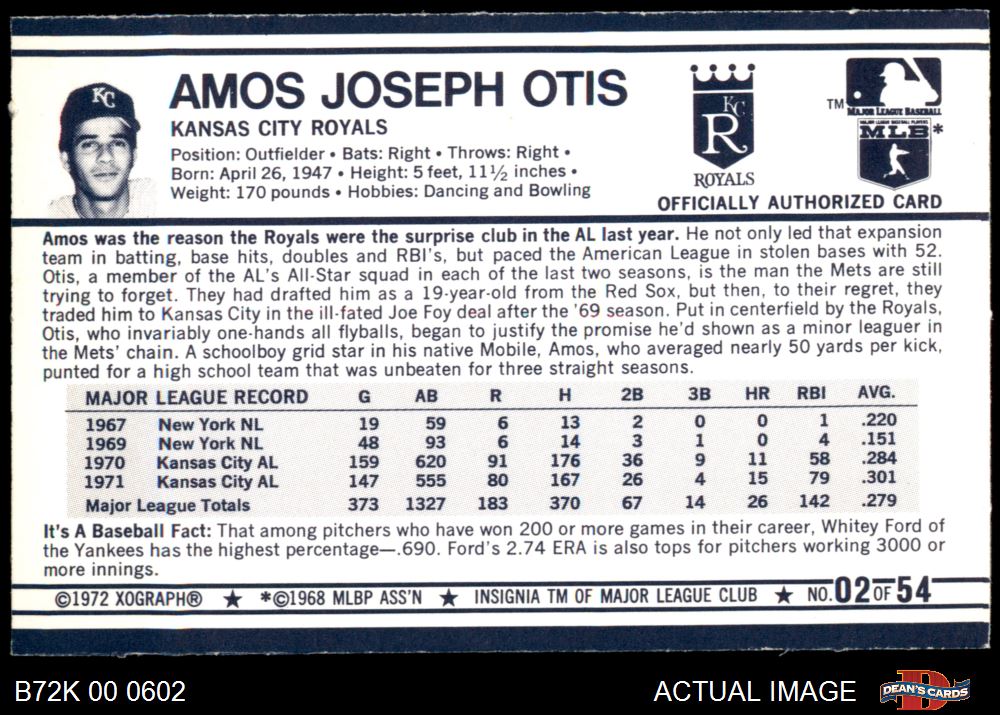 KC
AMOS JOSEPH OTIS
KANSAS CITY ROYALS
Position: Outfielder • Bats: Right • Throws: Right •
Born: April 26, 1947 • Height: 5 feet, 11½ inches •
Weight: 170 pounds • Hobbies: Dancing and Bowling
KC
R
ROYALS
TM
MAJOR LEAGUE BASEBALL
MAJOR LEAGUE BASEBALL PLAYERS
MLB*
OFFICIALLY AUTHORIZED CARD
Amos was the reason the Royals were the surprise club in the AL last year. He not only led that expansion
team in batting, base hits, doubles and RBI's, but paced the American League in stolen bases with 52.
Otis, a member of the AL's All-Star squad in each of the last two seasons, is the man the Mets are still
trying to forget. They had drafted him as a 19-year-old from the Red Sox, but then, to their regret, they
traded him to Kansas City in the ill-fated Joe Foy deal after the '69 season. Put in centerfield by the Royals,
Otis, who invariably one-hands all flyballs, began to justify the promise he'd shown as a minor leaguer in
the Mets' chain. A schoolboy grid star in his native Mobile, Amos, who averaged nearly 50 yards per kick,
punted for a high school team that was unbeaten for three straight seasons.
MAJOR LEAGUE RECORD G AB R H 2B 3B HR RBI AVG.
1967 New York NL 19 59 6 13 2 0 0 1 .220
1969 New York NL 48 93 6 14 3 1 0 4 .151
1970 Kansas City AL 159 620 91 176 36 9 11 58 .284
1971 Kansas City AL 147 555 80 167 26 4 15 79 .301
Major League Totals 373 1327 183 370 67 14 26 142 .279
It's A Baseball Fact: That among pitchers who have won 200 or more games in their career, Whitey Ford of
the Yankees has the highest percentage—.690. Ford's 2.74 ERA is also tops for pitchers working 3000 or
more innings.
©1972 XOGRAPH® ★ *©1968 MLBP ASS'N ★ INSIGNIA TM OF MAJOR LEAGUE CLUB ★ NO. 02 OF 54
B72K 00 0602
ACTUAL IMAGE
D
DEAN'S CARDS